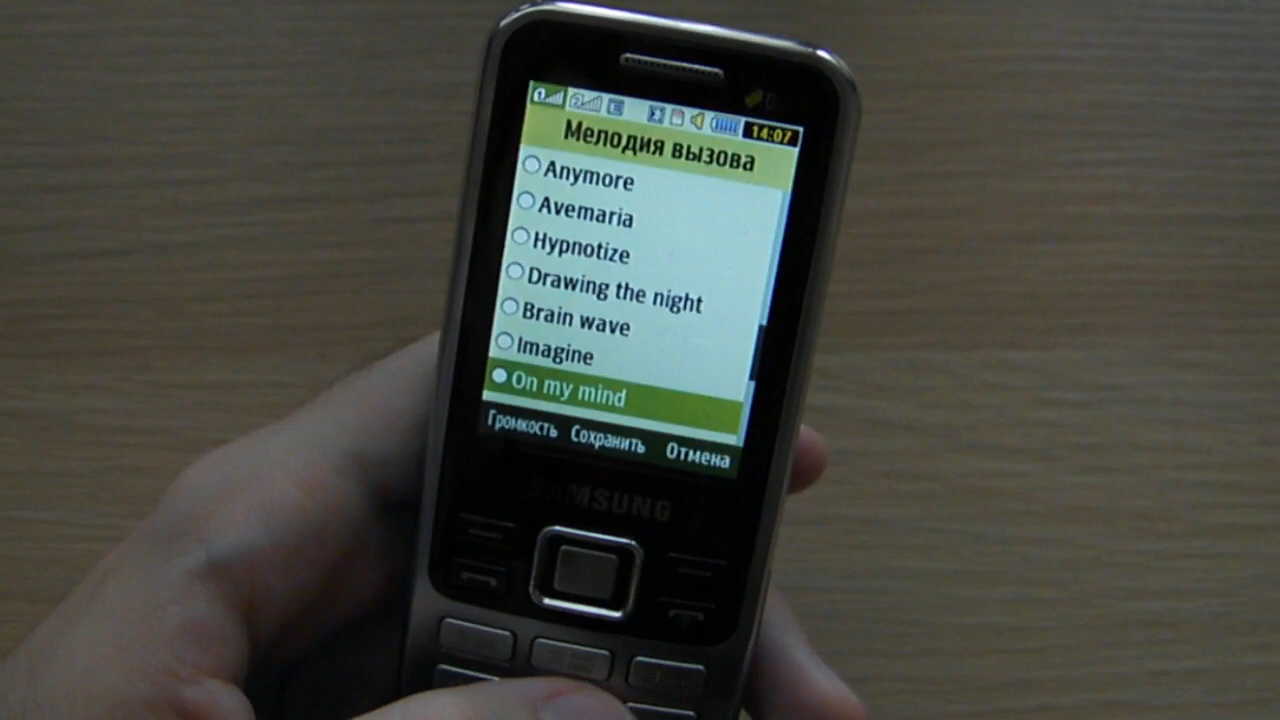 14:07
Мелодия вызова
Anymore
Avemaria
Hypnotize
Drawing the night
Brain wave
Imagine
On my mind
Громкость Сохранить Отмена
SAMSUNG